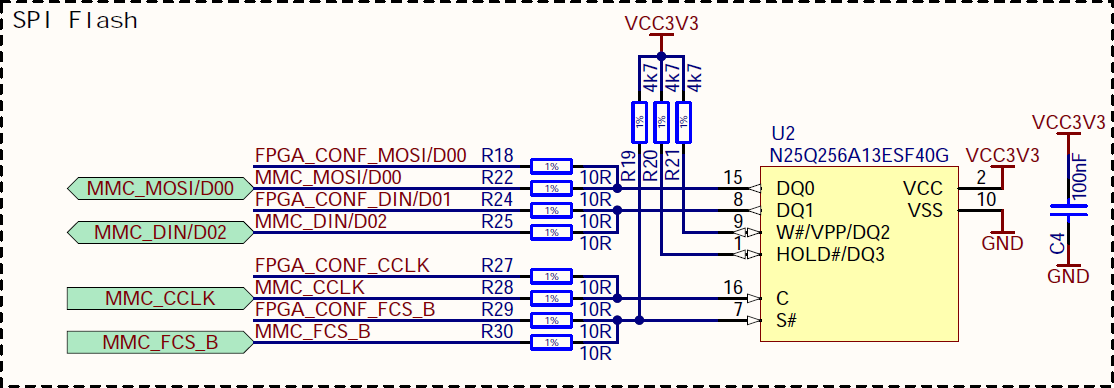 SPI Flash
VCC3V3
4k7
4k7
4k7
1%
1%
1%
R19
R20
R21
U2
N25Q256A13ESF40G
FPGA_CONF_MOSI/D00 R18 1% 10R
MMC_MOSI/D00 MMC_MOSI/D00 R22 1% 10R 15 DQ0 VCC 2 VCC3V3
FPGA_CONF_DIN/D01 R24 1% 10R 8 DQ1 VSS 10 GND
MMC_DIN/D02 MMC_DIN/D02 R25 1% 10R 9 W#/VPP/DQ2
1 HOLD#/DQ3
FPGA_CONF_CCLK R27 1% 10R
MMC_CCLK MMC_CCLK R28 1% 10R 16 C
FPGA_CONF_FCS_B R29 1% 10R 7 S#
MMC_FCS_B MMC_FCS_B R30 1% 10R
VCC3V3
100nF
C4
GND